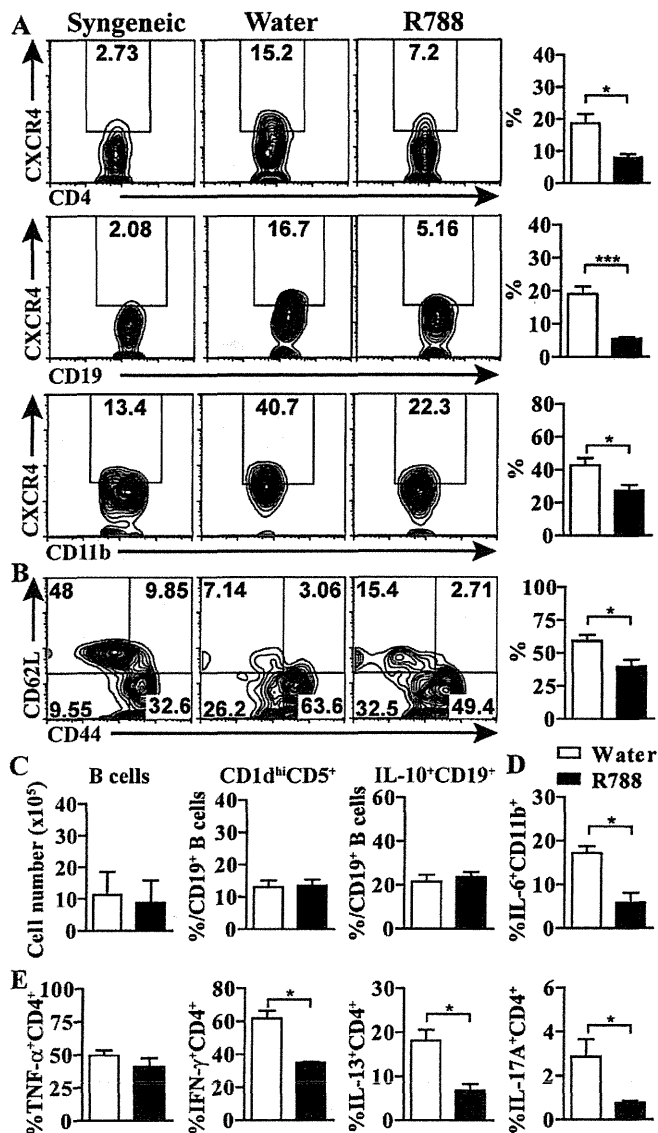 A Syngeneic Water R788
2.73 15.2 7.2
CXCR4
CD4
%
40
30
20
10
0
*
2.08 16.7 5.16
CXCR4
CD19
%
40
30
20
10
0
***
13.4 40.7 22.3
CXCR4
CD11b
%
80
60
40
20
0
*
B
48 9.85 7.14 3.06 15.4 2.71
CD62L
9.55 32.6 26.2 63.6 32.5 49.4
CD44
%
100
75
50
25
0
*
Water
R788
C B cells CD1dhiCD5+ IL-10+CD19+ D
Cell number (x10⁵)
40
30
20
10
0
%/CD19+ B cells
40
30
20
10
0
%/CD19+ B cells
60
40
20
0
%IL-6+CD11b+
30
20
10
0
*
E
%TNF-α+CD4+
100
75
50
25
0
%IFN-γ+CD4+
80
60
40
20
0
*
%IL-13+CD4+
30
20
10
0
*
%IL-17A+CD4+
6
4
2
0
*